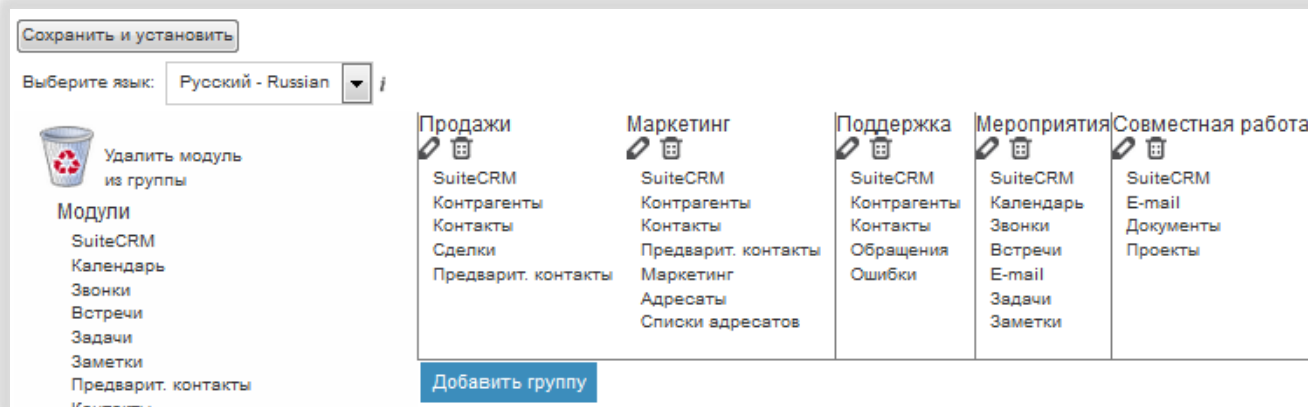 Сохранить и установить
Выберите язык: Русский - Russian i
Удалить модуль
из группы
Модули
SuiteCRM
Календарь
Звонки
Встречи
Задачи
Заметки
Предварит. контакты
Контакты
Продажи
SuiteCRM
Контрагенты
Контакты
Сделки
Предварит. контакты
Маркетинг
SuiteCRM
Контрагенты
Контакты
Предварит. контакты
Маркетинг
Адресаты
Списки адресатов
Поддержка
SuiteCRM
Контрагенты
Контакты
Обращения
Ошибки
Мероприятия
SuiteCRM
Календарь
Звонки
Встречи
E-mail
Задачи
Заметки
Совместная работа
SuiteCRM
E-mail
Документы
Проекты
Добавить группу